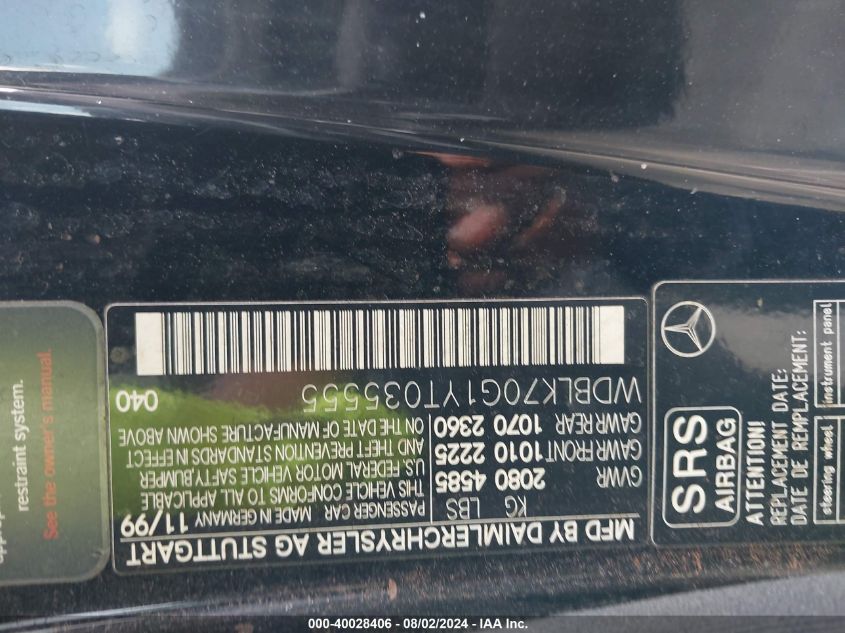 MFD BY DAIMLERCHRYSLER AG STUTTGART
PASSENGER CAR MADE IN GERMANY 11/99
THIS VEHICLE CONFORMS TO ALL APPLICABLE
U.S. FEDERAL MOTOR VEHICLE SAFTY,BUMPER
AND THEFT PREVENTION STANDARDS IN EFFECT
ON THE DATE OF MANUFACTURE SHOWN ABOVE
KG LBS
GVWR 2080 4585
GAWR FRONT 1010 2225
GAWR REAR 1070 2360
WDBLK70G1YT035555
040
restraint system.
See the owner's manual.
SRS
AIRBAG
ATTENTION!
REPLACEMENT DATE:
DATE DE REMPLACEMENT:
steering wheel
instrument panel
000-40028406 - 08/02/2024 - IAA Inc.